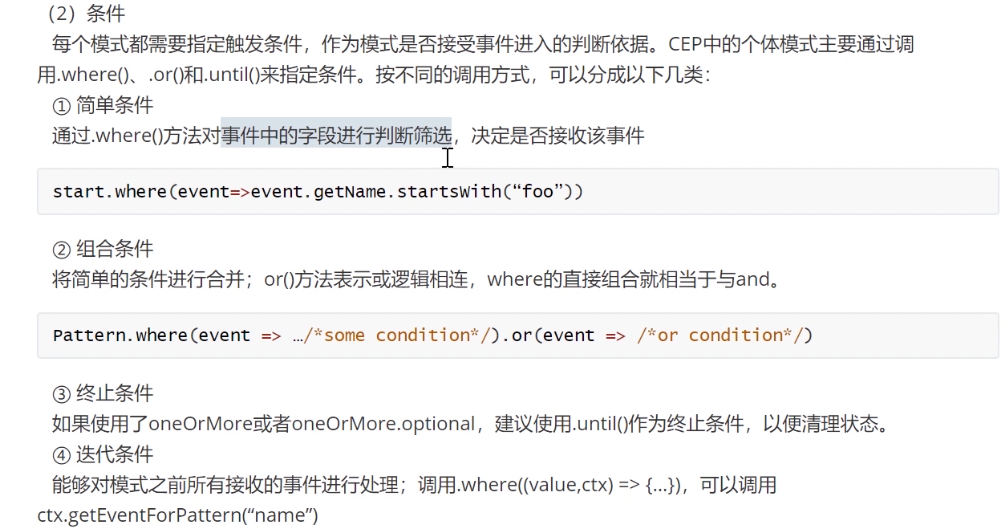 （2）条件
每个模式都需要指定触发条件，作为模式是否接受事件进入的判断依据。CEP中的个体模式主要通过调
用.where()、.or()和.until()来指定条件。按不同的调用方式，可以分成以下几类：
① 简单条件
通过.where()方法对事件中的字段进行判断筛选，决定是否接收该事件
start.where(event=>event.getName.startsWith(“foo”))
② 组合条件
将简单的条件进行合并；or()方法表示或逻辑相连，where的直接组合就相当于与and。
Pattern.where(event => …/*some condition*/).or(event => /*or condition*/)
③ 终止条件
如果使用了oneOrMore或者oneOrMore.optional，建议使用.until()作为终止条件，以便清理状态。
④ 迭代条件
能够对模式之前所有接收的事件进行处理；调用.where((value,ctx) => {...})，可以调用
ctx.getEventForPattern(“name”)